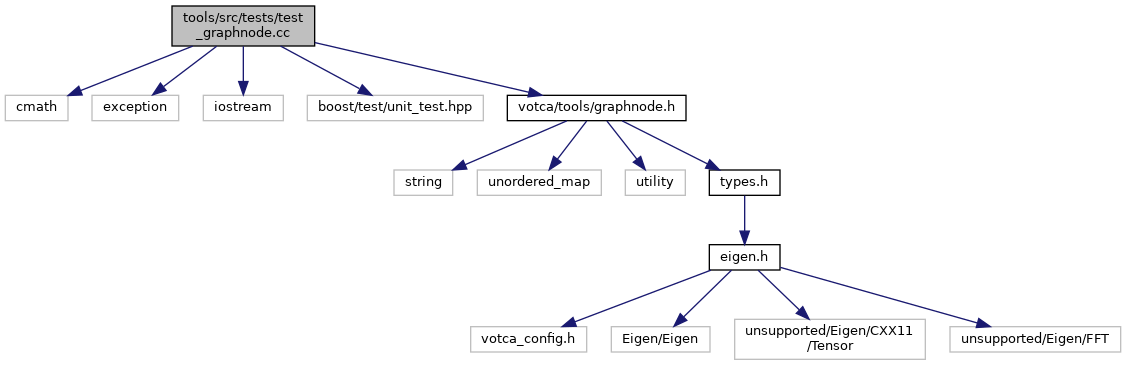 tools/src/tests/test
_graphnode.cc
cmath
exception
iostream
boost/test/unit_test.hpp
votca/tools/graphnode.h
string
unordered_map
utility
types.h
eigen.h
votca_config.h
Eigen/Eigen
unsupported/Eigen/CXX11
/Tensor
unsupported/Eigen/FFT